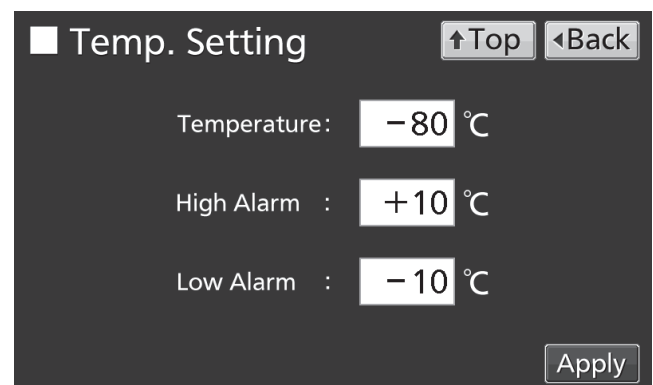 Temp. Setting ↑Top ◂Back
Temperature: −80 ℃
High Alarm : +10 ℃
Low Alarm : −10 ℃
Apply